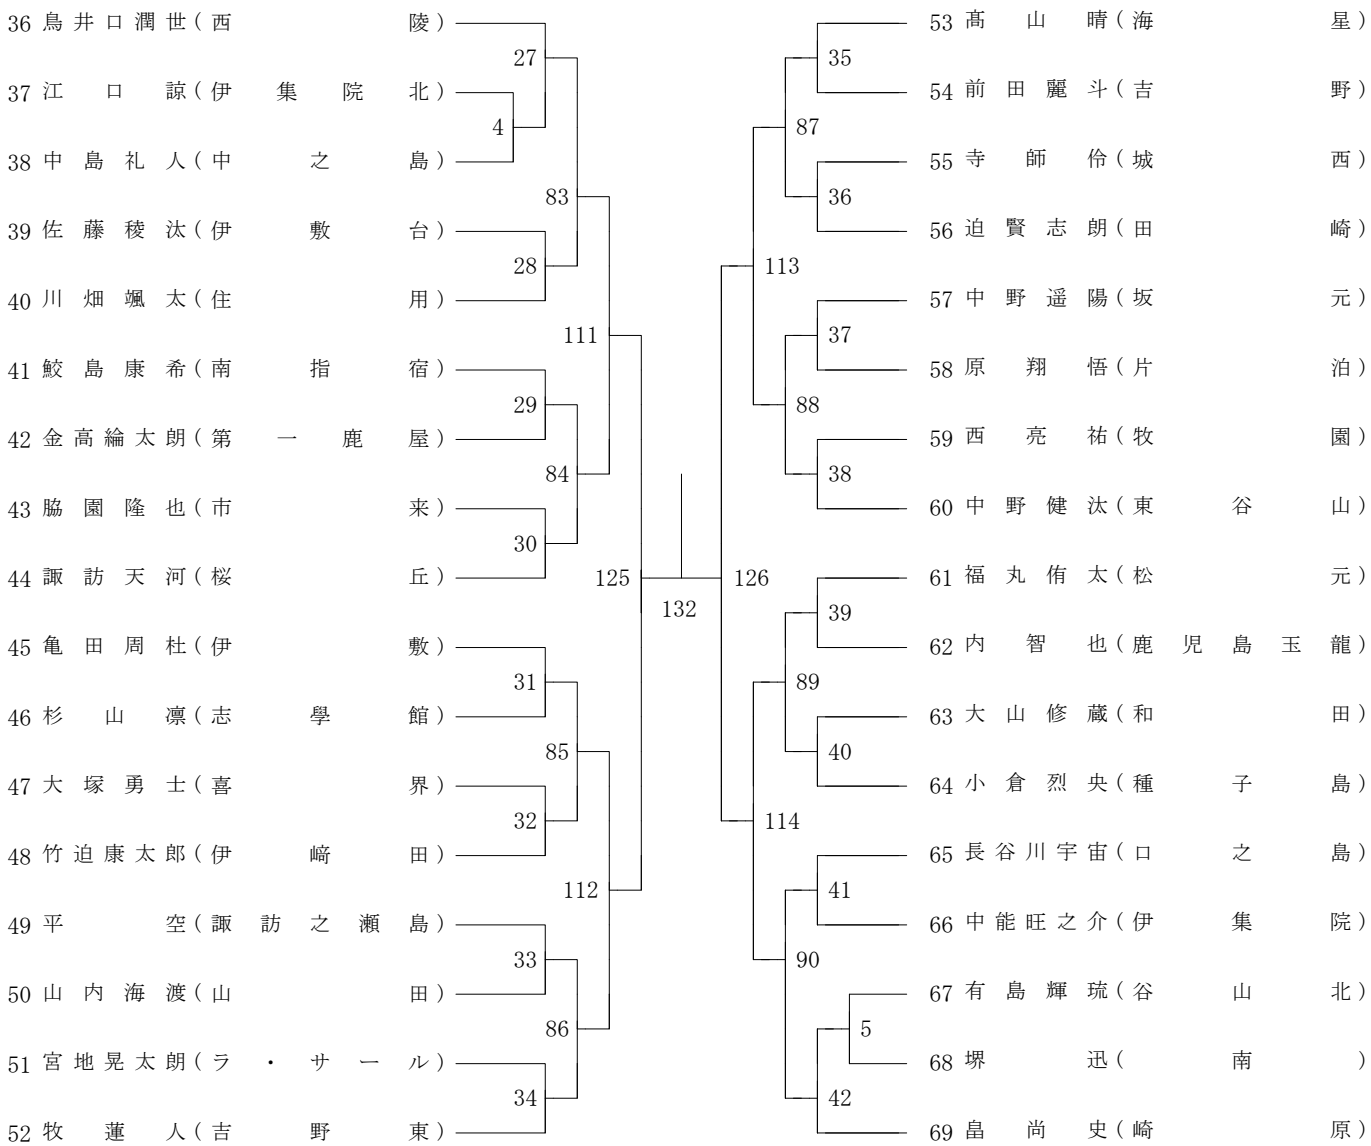 36 鳥井口潤世(西陵)
27
37 江口諒(伊集院北)
4
38 中島礼人(中之島)
83
39 佐藤稜汰(伊敷台)
28
40 川畑颯太(住用)
111
41 鮫島康希(南指宿)
29
42 金高綸太朗(第一鹿屋)
84
43 脇園隆也(市来)
30
44 諏訪天河(桜丘)
125
132
45 亀田周杜(伊敷)
31
46 杉山凛(志學館)
85
47 大塚勇士(喜界)
32
48 竹迫康太郎(伊﨑田)
112
49 平空(諏訪之瀬島)
33
50 山内海渡(山田)
86
51 宮地晃太朗(ラ・サール)
34
52 牧蓮人(吉野東)
53 髙山晴(海星)
35
54 前田麗斗(吉野)
87
55 寺師伶(城西)
36
56 迫賢志朗(田崎)
113
57 中野遥陽(坂元)
37
58 原翔悟(片泊)
88
59 西亮祐(牧園)
38
60 中野健汰(東谷山)
126
61 福丸侑太(松元)
39
62 内智也(鹿児島玉龍)
89
63 大山修蔵(和田)
40
64 小倉烈央(種子島)
114
65 長谷川宇宙(口之島)
41
66 中能旺之介(伊集院)
90
67 有島輝琉(谷山北)
5
68 堺迅(南)
42
69 畠尚史(崎原)